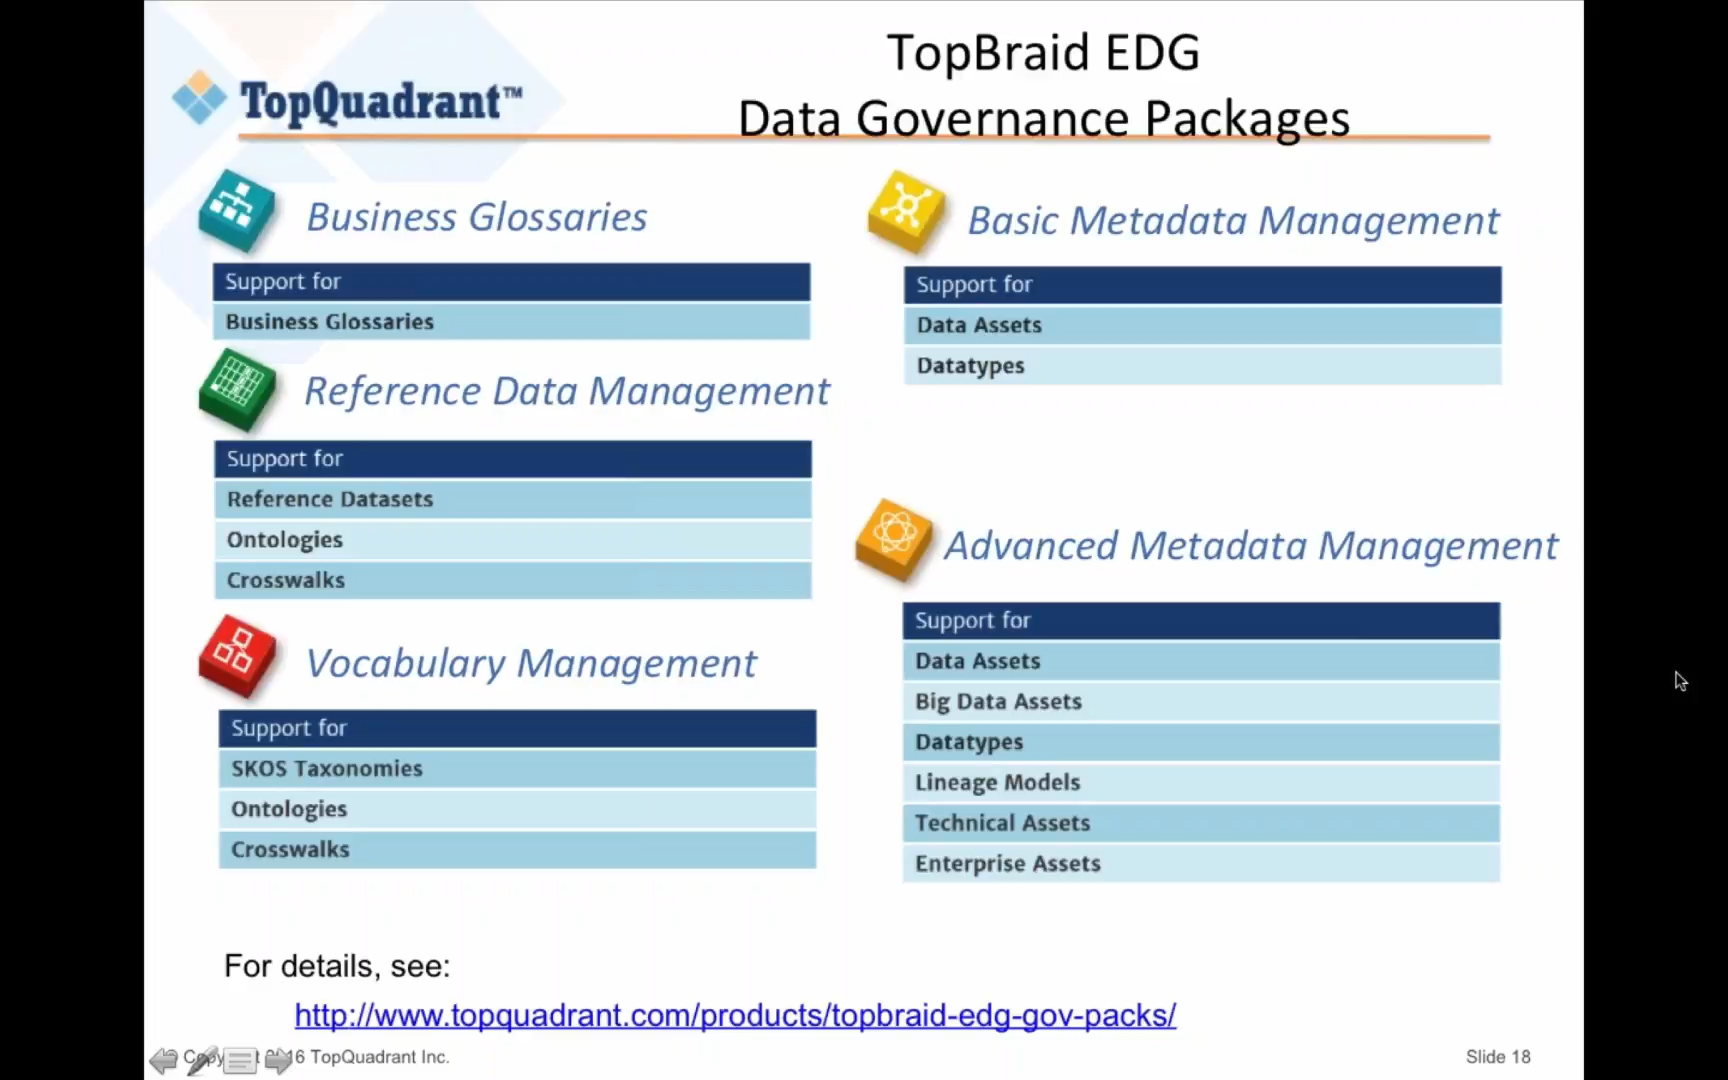 TopQuadrant™
TopBraid EDG
Data Governance Packages
Business Glossaries
Support for
Business Glossaries
Reference Data Management
Support for
Reference Datasets
Ontologies
Crosswalks
Vocabulary Management
Support for
SKOS Taxonomies
Ontologies
Crosswalks
Basic Metadata Management
Support for
Data Assets
Datatypes
Advanced Metadata Management
Support for
Data Assets
Big Data Assets
Datatypes
Lineage Models
Technical Assets
Enterprise Assets
For details, see:
http://www.topquadrant.com/products/topbraid-edg-gov-packs/
TopQuadrant Inc.
Slide 18